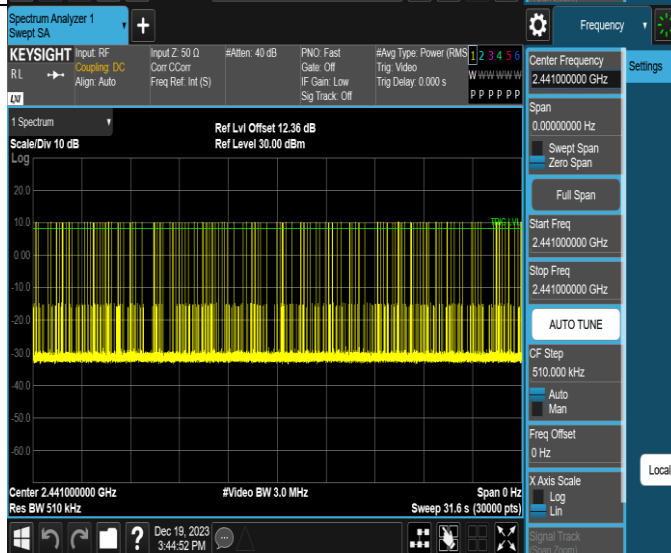 Spectrum Analyzer 1
Swept SA
Frequency
KEYSIGHT
RL
LXI
Input: RF
Coupling: DC
Align: Auto
Input Z: 50 Ω
Corr CCorr
Freq Ref: Int (S)
#Atten: 40 dB
PNO: Fast
Gate: Off
IF Gain: Low
Sig Track: Off
#Avg Type: Power (RMS
Trig: Video
Trig Delay: 0.000 s
1 2 3 4 5 6
W W W W W W
P P P P P P
1 Spectrum
Scale/Div 10 dB
Log
Ref Lvl Offset 12.36 dB
Ref Level 30.00 dBm
20.0
10.0
0.00
-10.0
-20.0
-30.0
-40.0
-50.0
-60.0
TRIG LVL
Center 2.441000000 GHz
Res BW 510 kHz
#Video BW 3.0 MHz
Span 0 Hz
Sweep 31.6 s (30000 pts)
Dec 19, 2023
3:44:52 PM
?
Center Frequency
2.441000000 GHz
Span
0.00000000 Hz
Swept Span
Zero Span
Full Span
Start Freq
2.441000000 GHz
Stop Freq
2.441000000 GHz
AUTO TUNE
CF Step
510.000 kHz
Auto
Man
Freq Offset
0 Hz
X Axis Scale
Log
Lin
Signal Track
(Span Zoom)
Settings
Local